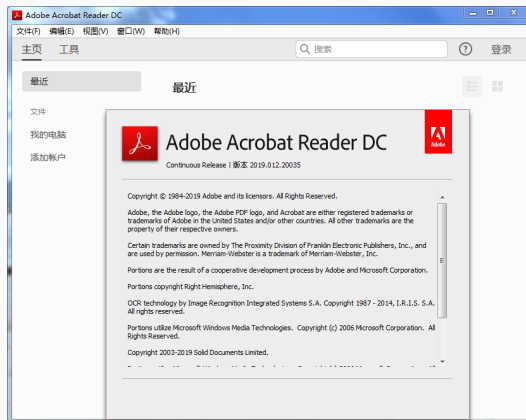 Adobe Acrobat Reader DC
文件(F) 编辑(E) 视图(V) 窗口(W) 帮助(H)
主页 工具 搜索 ? 登录
最近
最近
文件
我的电脑
添加帐户
Adobe Acrobat Reader DC
Adobe
Continuous Release | 版本 2019.012.20035
Copyright © 1984-2019 Adobe and its licensors. All Rights Reserved.
Adobe, the Adobe logo, the Adobe PDF logo, and Acrobat are either registered trademarks or
trademarks of Adobe in the United States and/or other countries. All other trademarks are the
property of their respective owners.
Certain trademarks are owned by The Proximity Division of Franklin Electronic Publishers, Inc., and
are used by permission. Merriam-Webster is a trademark of Merriam-Webster, Inc.
Portions are the result of a cooperative development process by Adobe and Microsoft Corporation.
Portions copyright Right Hemisphere, Inc.
OCR technology by Image Recognition Integrated Systems S.A. Copyright 1987 - 2014, I.R.I.S. S.A.
All rights reserved.
Portions utilize Microsoft Windows Media Technologies. Copyright (c) 2006 Microsoft Corporation. All
Rights Reserved.
Copyright 2003-2019 Solid Documents Limited.